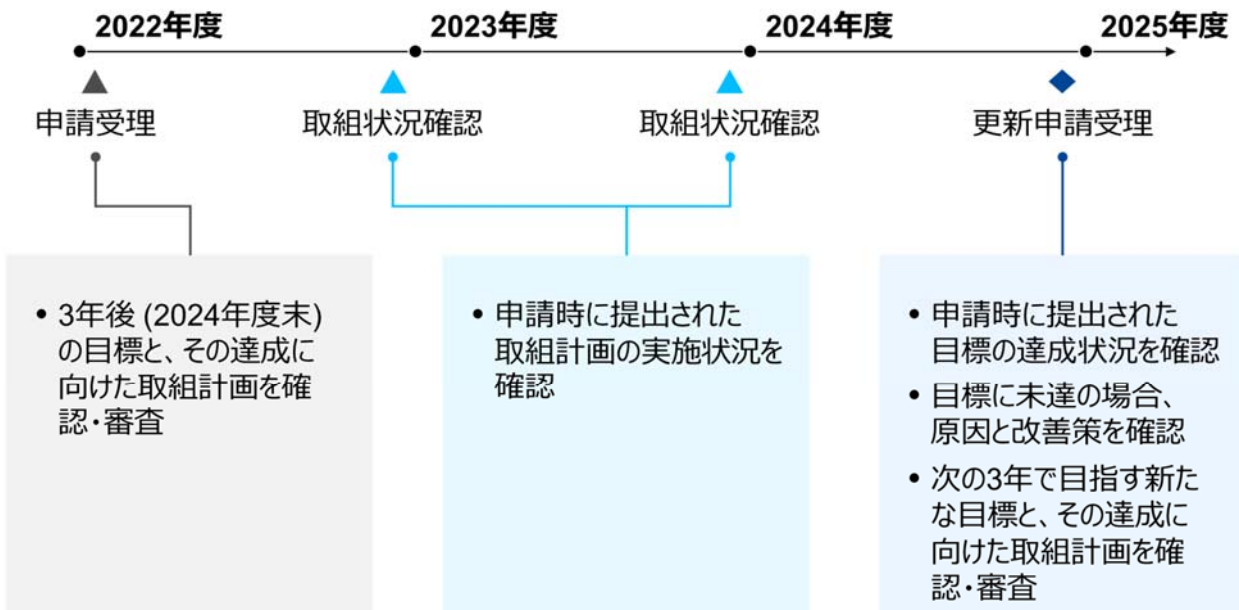 2022年度
2023年度
2024年度
2025年度
申請受理
取組状況確認
取組状況確認
更新申請受理
• 3年後 (2024年度末)
の目標と、その達成に
向けた取組計画を確
認・審査
• 申請時に提出された
取組計画の実施状況を
確認
• 申請時に提出された
目標の達成状況を確認
• 目標に未達の場合、
原因と改善策を確認
• 次の3年で目指す新た
な目標と、その達成に
向けた取組計画を確
認・審査